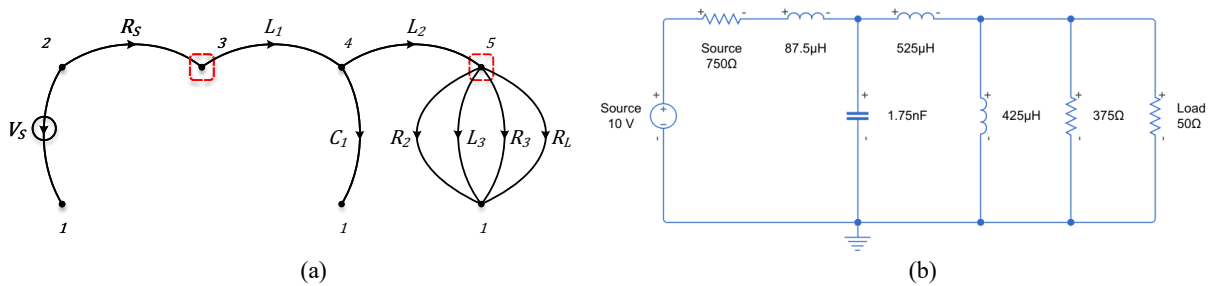 2 R_S 3 L_1 4 L_2 5
V_S C_1 R_2 L_3 R_3 R_L
1 1 1
(a)
+ - + - + -
Source 87.5μH 525μH
750Ω
+ + + +
Source 10 V + - 1.75nF 425μH 375Ω Load 50Ω
- - - -
(b)